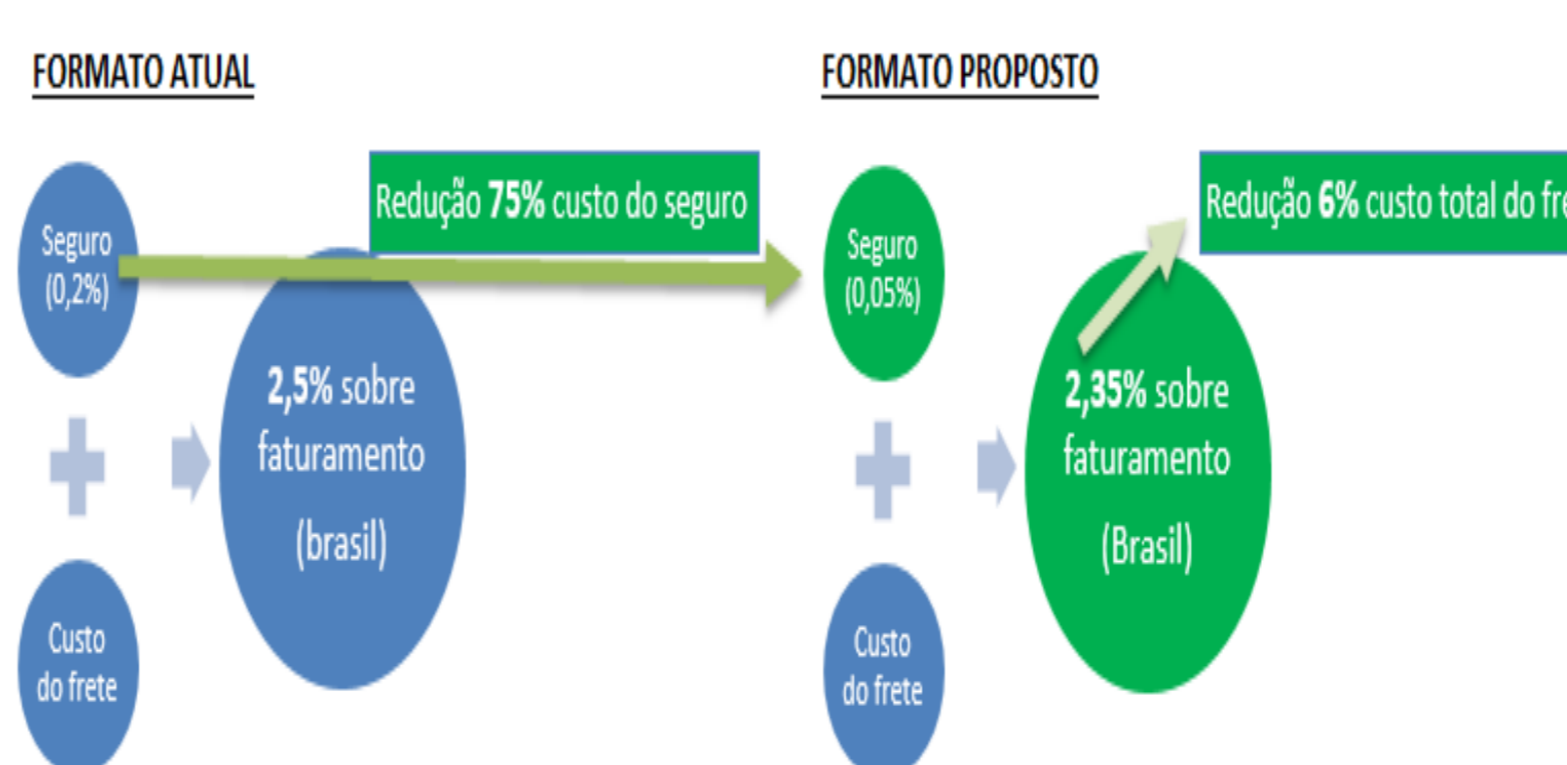 FORMATO ATUAL
Redução 75% custo do seguro
Seguro
(0,2%)
2,5% sobre
faturamento
(brasil)
Custo
do frete
FORMATO PROPOSTO
Redução 6% custo total do
Seguro
(0,05%)
2,35% sobre
faturamento
(Brasil)
Custo
do frete